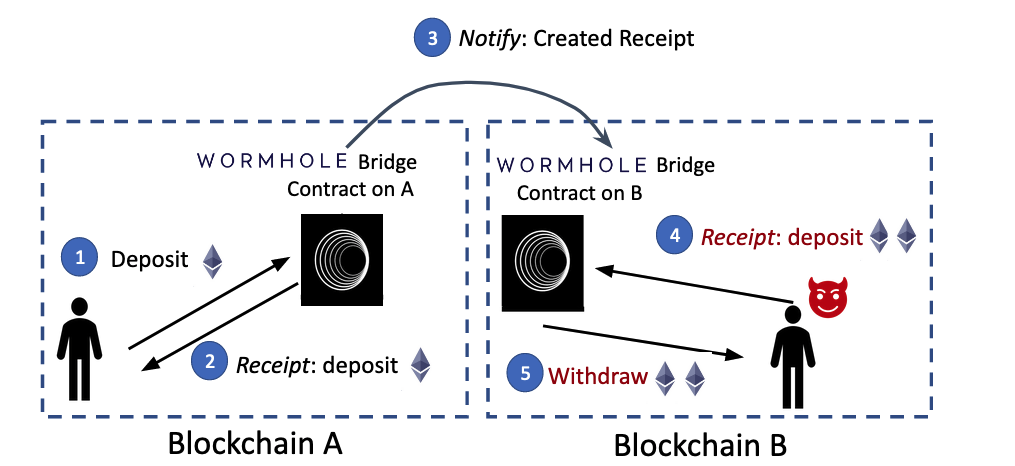 3 Notify: Created Receipt
WORMHOLE Bridge
Contract on A
1 Deposit
2 Receipt: deposit
Blockchain A
WORMHOLE Bridge
Contract on B
4 Receipt: deposit
5 Withdraw
Blockchain B